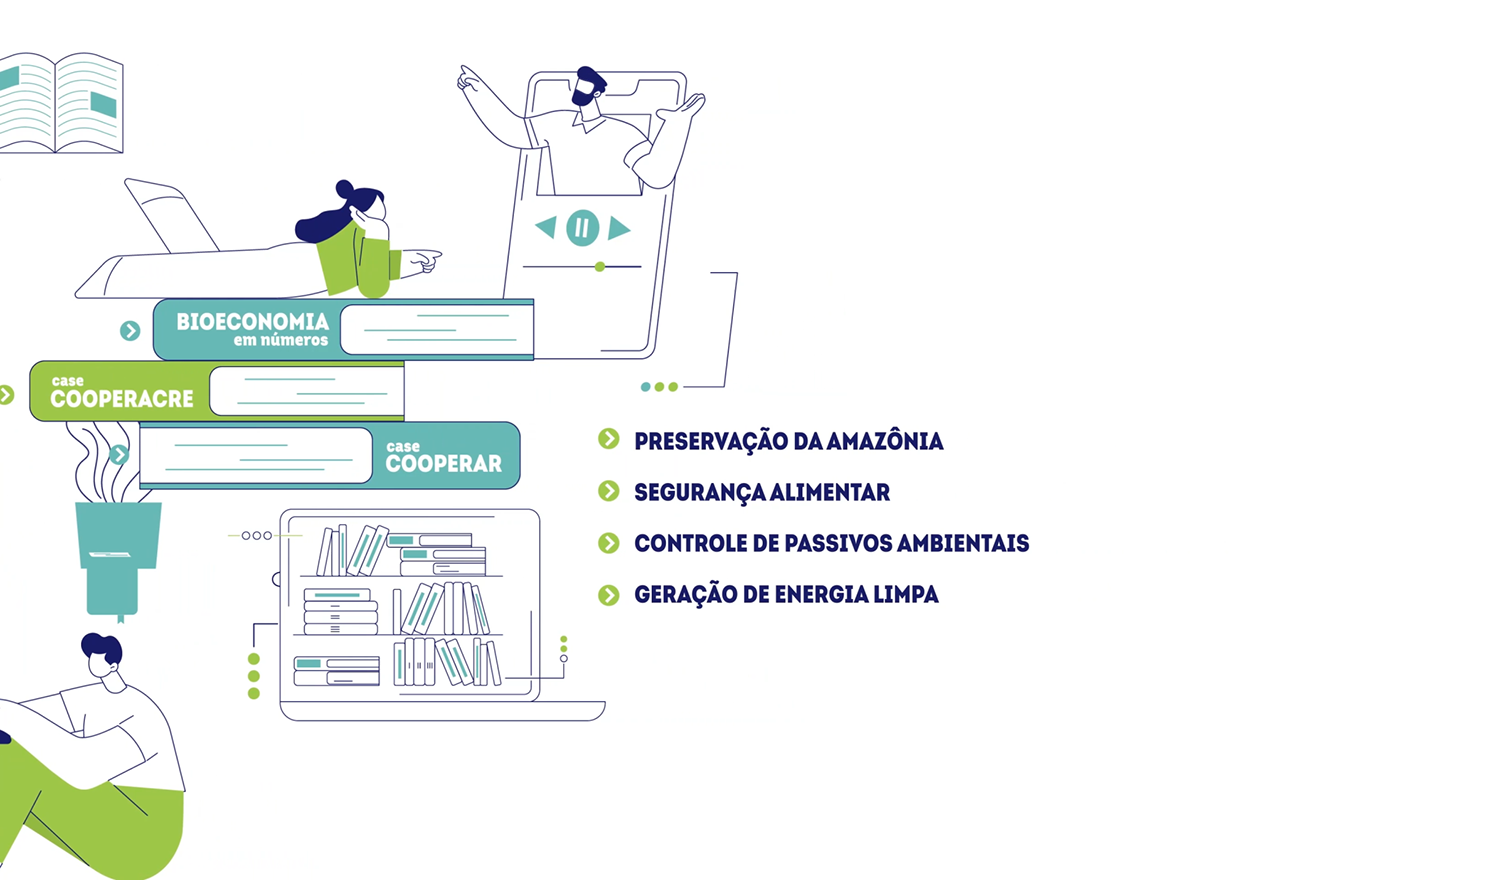 BIOECONOMIA
em números
case
COOPERACRE
case
COOPERAR
PRESERVAÇÃO DA AMAZÔNIA
SEGURANÇA ALIMENTAR
CONTROLE DE PASSIVOS AMBIENTAIS
GERAÇÃO DE ENERGIA LIMPA